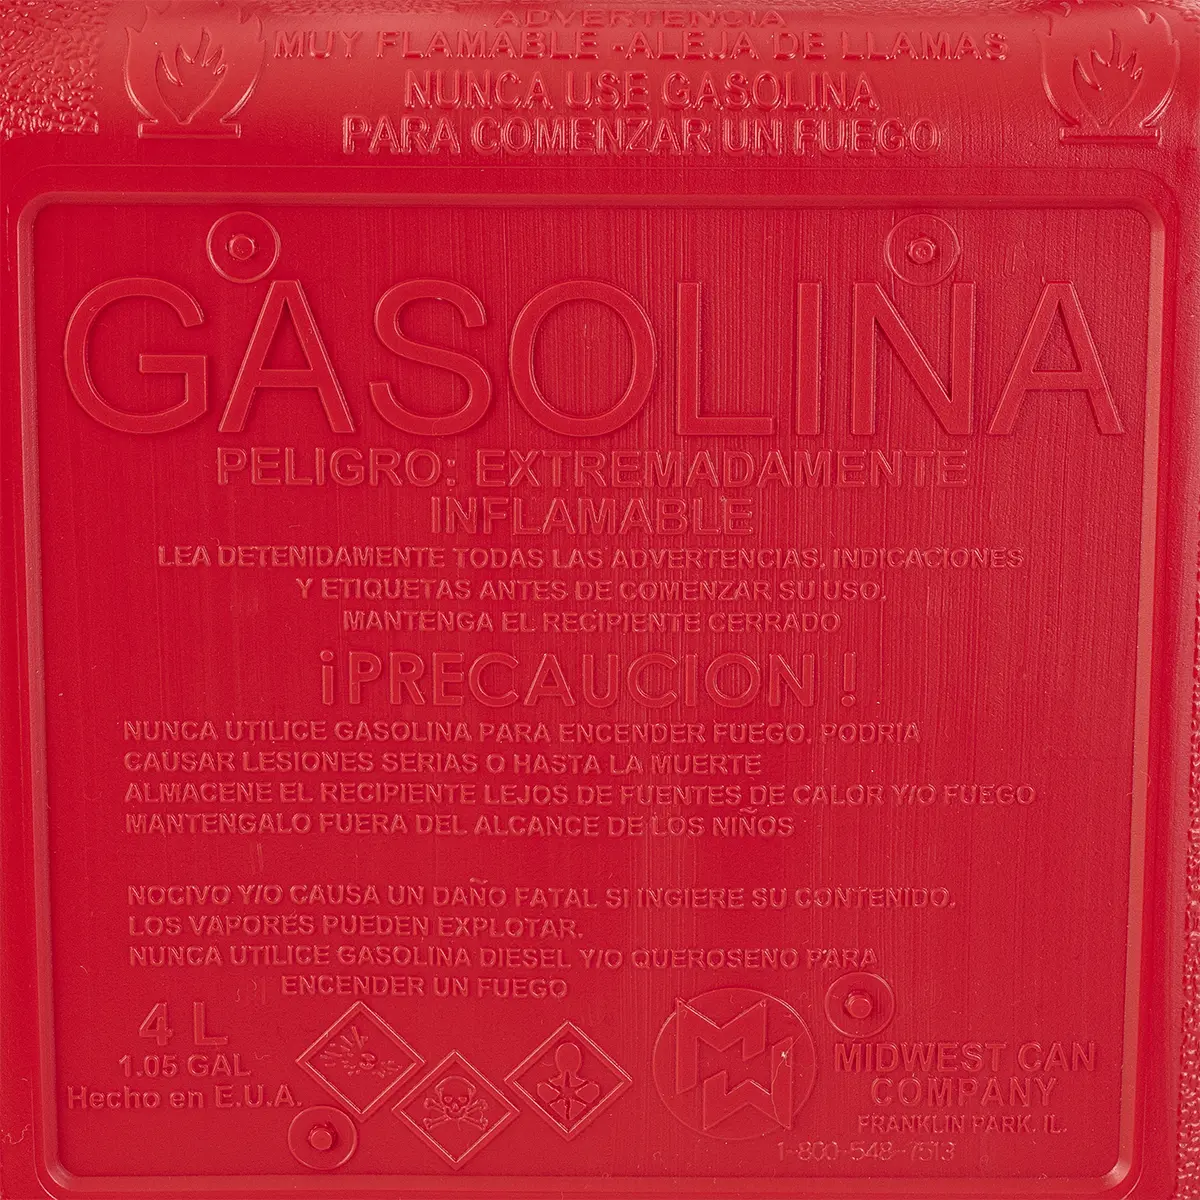 ADVERTENCIA
MUY FLAMABLE -ALEJA DE LLAMAS
NUNCA USE GASOLINA
PARA COMENZAR UN FUEGO
GASOLINA
PELIGRO: EXTREMADAMENTE
INFLAMABLE
LEA DETENIDAMENTE TODAS LAS ADVERTENCIAS, INDICACIONES
Y ETIQUETAS ANTES DE COMENZAR SU USO.
MANTENGA EL RECIPIENTE CERRADO
¡PRECAUCION !
NUNCA UTILICE GASOLINA PARA ENCENDER FUEGO. PODRIA
CAUSAR LESIONES SERIAS O HASTA LA MUERTE
ALMACENE EL RECIPIENTE LEJOS DE FUENTES DE CALOR Y/O FUEGO
MANTENGALO FUERA DEL ALCANCE DE LOS NIÑOS
NOCIVO Y/O CAUSA UN DAÑO FATAL SI INGIERE SU CONTENIDO.
LOS VAPORES PUEDEN EXPLOTAR.
NUNCA UTILICE GASOLINA DIESEL Y/O QUEROSENO PARA
ENCENDER UN FUEGO
4 L
1.05 GAL
Hecho en E.U.A.
MIDWEST CAN
COMPANY
FRANKLIN PARK, IL.
1-800-548-7513